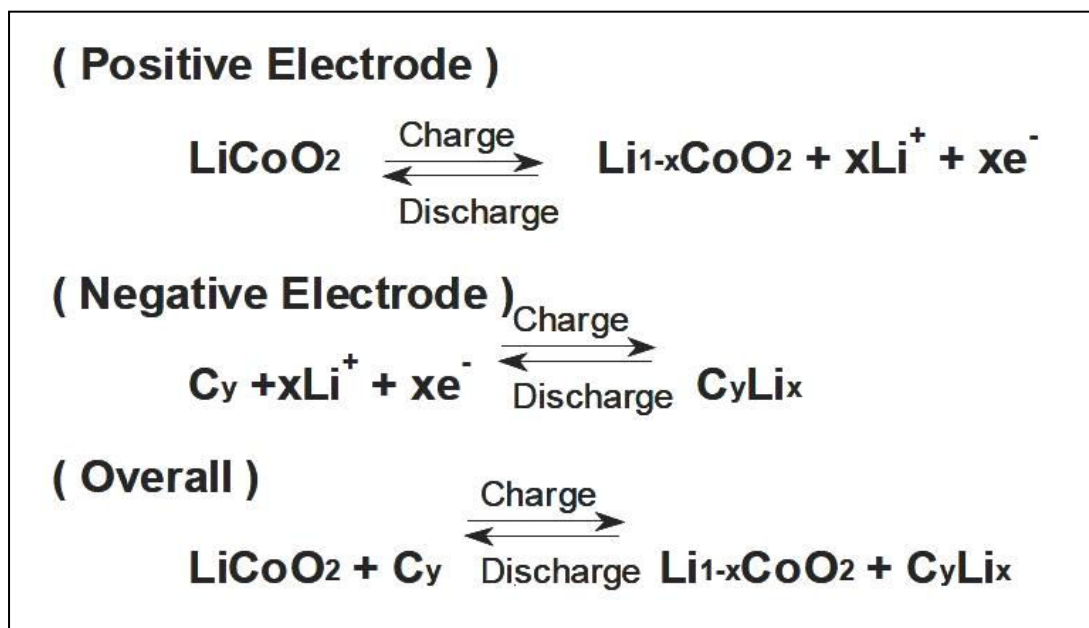 ( Positive Electrode )
Charge
LiCoO₂ ⇌ Li₁₋ₓCoO₂ + xLi⁺ + xe⁻
Discharge
( Negative Electrode )
Charge
Cy +xLi⁺ + xe⁻ ⇌ CyLiₓ
Discharge
( Overall )
Charge
LiCoO₂ + Cy ⇌ Li₁₋ₓCoO₂ + CyLiₓ
Discharge